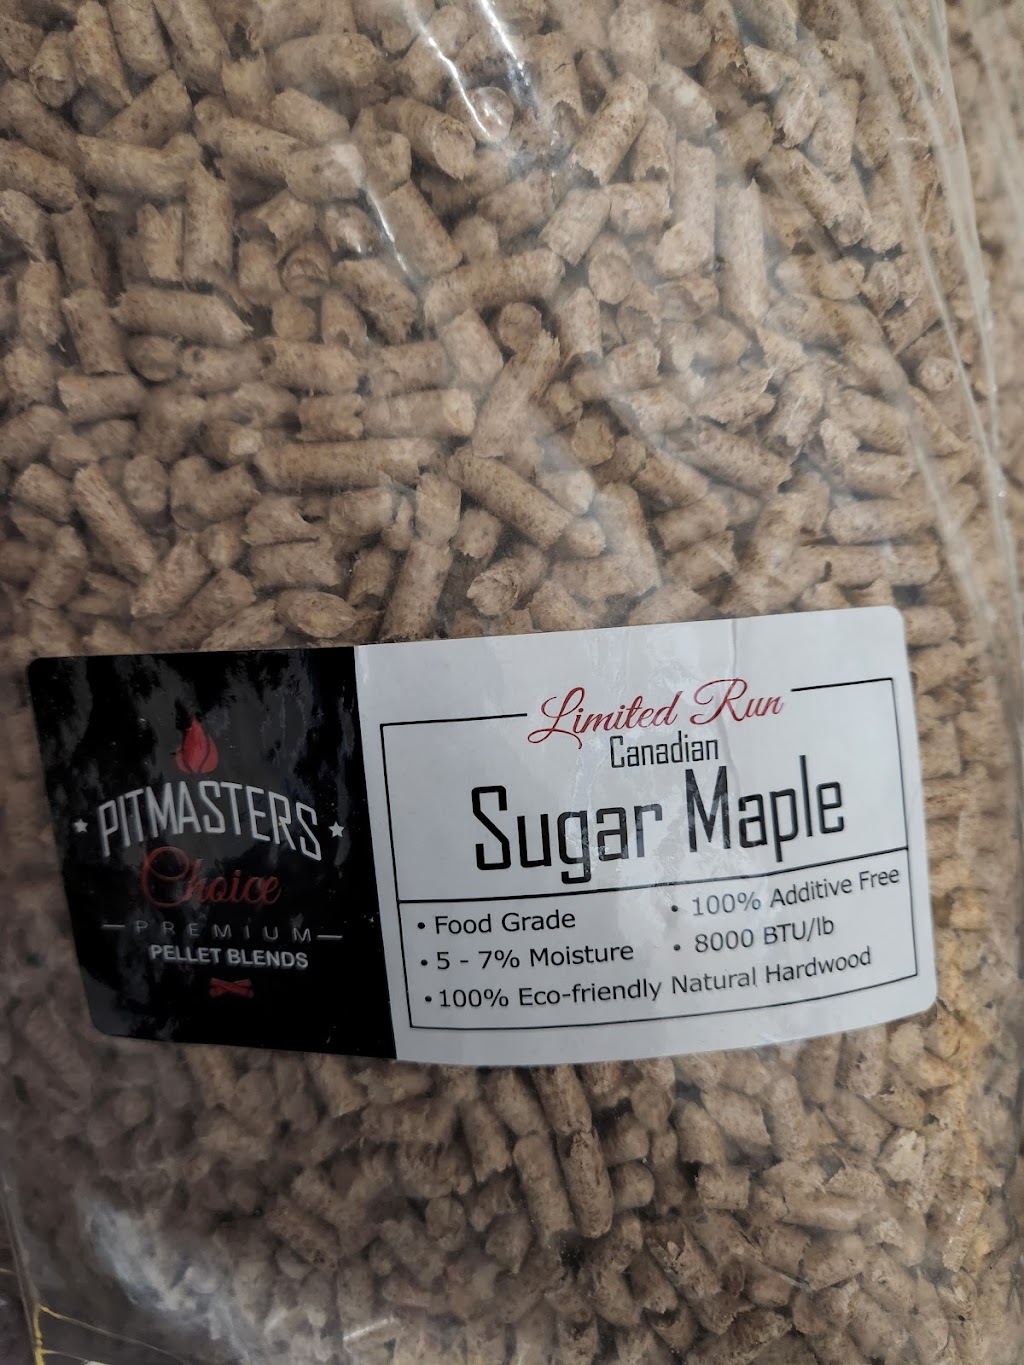 PITMASTERS
Choice
PREMIUM
PELLET BLENDS
Limited Run
Canadian
Sugar Maple
• Food Grade
• 5 - 7% Moisture
• 100% Additive Free
• 8000 BTU/lb
• 100% Eco-friendly Natural Hardwood